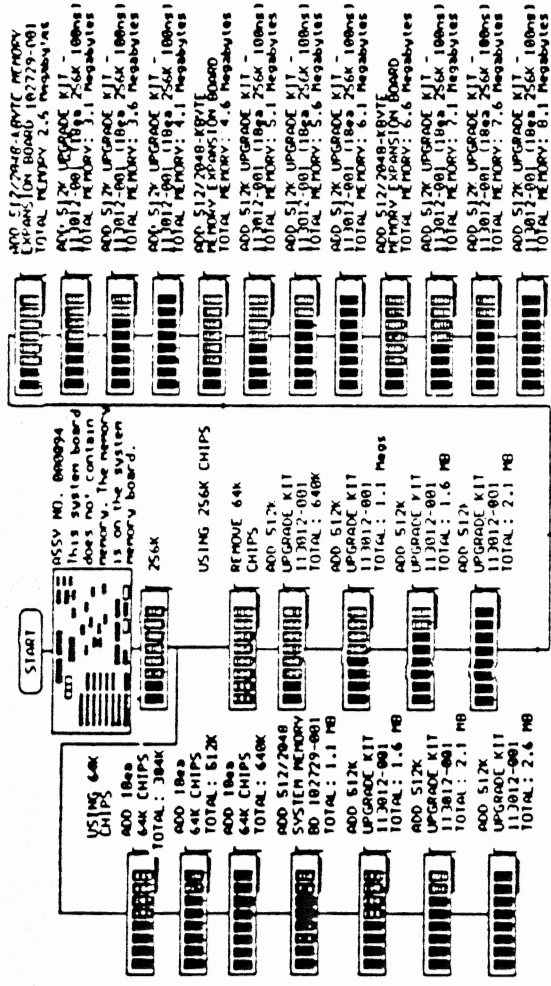 START
ASSY NO. 000094
This system board
does not contain
memory. The memory
is on the system
memory board.
256K
USING 64K
CHIPS
ADD 18ea
64K CHIPS
TOTAL: 384K
ADD 18ea
64K CHIPS
TOTAL: 512K
ADD 18ea
64K CHIPS
TOTAL: 640K
ADD 512/2048
SYSTEM MEMORY
BD 102729-001
TOTAL: 1.1 MB
ADD 512K
UPGRADE KIT
113012-001
TOTAL: 1.6 MB
ADD 512K
UPGRADE KIT
113012-001
TOTAL: 2.1 MB
ADD 512K
UPGRADE KIT
113012-001
TOTAL: 2.6 MB
USING 256K CHIPS
REMOVE 64K
CHIPS
ADD 512K
UPGRADE KIT
113012-001
TOTAL: 640K
ADD 512K
UPGRADE KIT
113012-001
TOTAL: 1.1 Megs
ADD 512K
UPGRADE KIT
113012-001
TOTAL: 1.6 MB
ADD 512K
UPGRADE KIT
113012-001
TOTAL: 2.1 MB
ADD 512/2048-KBYTE MEMORY
EXPANSION BOARD 102729-001
TOTAL MEMORY 2.6 Megabytes
ADD 512K UPGRADE KIT -
113012-001 (18ea 256K 100ns)
TOTAL MEMORY: 3.1 Megabytes
ADD 512K UPGRADE KIT -
113012-001 (18ea 256K 100ns)
TOTAL MEMORY: 3.6 Megabytes
ADD 512K UPGRADE KIT -
113012-001 (18ea 256K 100ns)
TOTAL MEMORY: 4.1 Megabytes
ADD 512/2048-KBYTE
MEMORY EXPANSION BOARD
TOTAL MEMORY: 4.6 Megabytes
ADD 512K UPGRADE KIT -
113012-001 (18ea 256K 100ns)
TOTAL MEMORY: 5.1 Megabytes
ADD 512K UPGRADE KIT -
113012-001 (18ea 256K 100ns)
TOTAL MEMORY: 5.6 Megabytes
ADD 512K UPGRADE KIT -
113012-001 (18ea 256K 100ns)
TOTAL MEMORY: 6.1 Megabytes
ADD 512/2048-KBYTE
MEMORY EXPANSION BOARD
TOTAL MEMORY: 6.6 Megabytes
ADD 512K UPGRADE KIT -
113012-001 (18ea 256K 100ns)
TOTAL MEMORY: 7.1 Megabytes
ADD 512K UPGRADE KIT -
113012-001 (18ea 256K 100ns)
TOTAL MEMORY: 7.6 Megabytes
ADD 512K UPGRADE KIT -
113012-001 (18ea 256K 100ns)
TOTAL MEMORY: 8.1 Megabytes